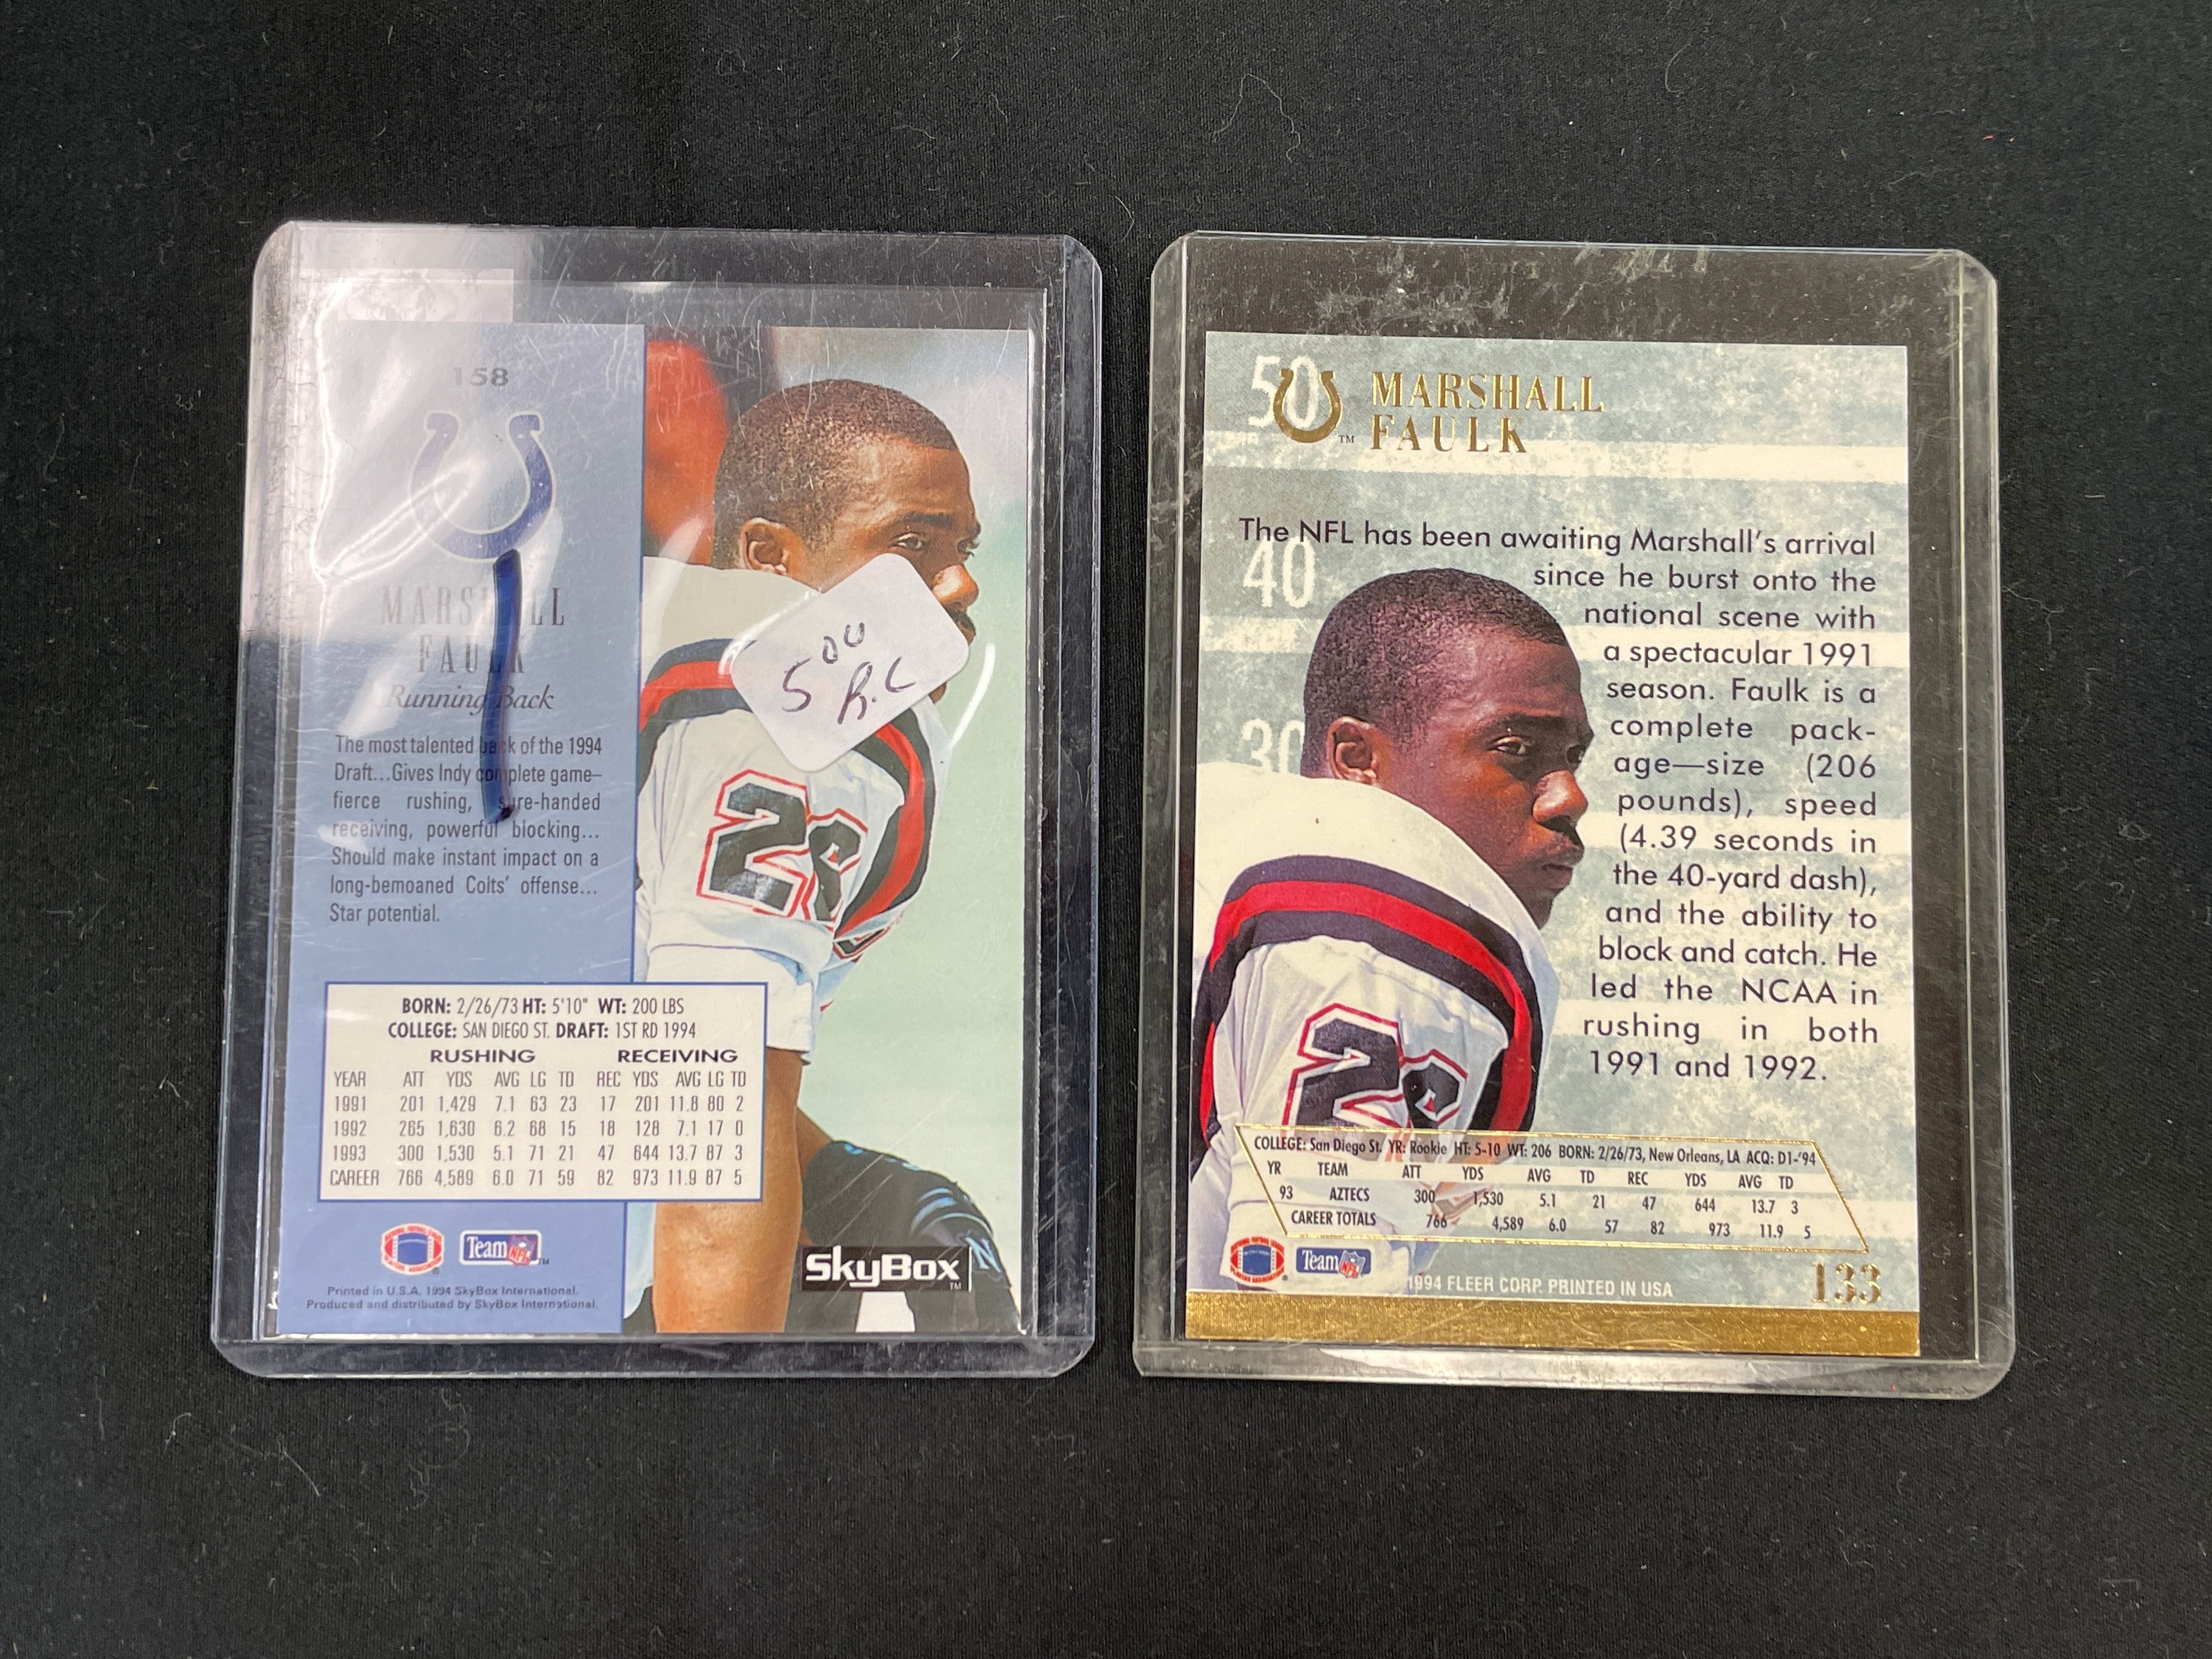 158
MARSHALL
FAULK
Running Back
The most talented back of the 1994
Draft...Gives Indy complete game–
fierce rushing, sure-handed
receiving, powerful blocking...
Should make instant impact on a
long-bemoaned Colts' offense...
Star potential.
500
R.C
26
BORN: 2/26/73 HT: 5'10" WT: 200 LBS
COLLEGE: SAN DIEGO ST. DRAFT: 1ST RD 1994
RUSHING RECEIVING
YEAR ATT YDS AVG LG TD REC YDS AVG LG TD
1991 201 1,429 7.1 63 23 17 201 11.8 80 2
1992 265 1,630 6.2 68 15 18 128 7.1 17 0
1993 300 1,530 5.1 71 21 47 644 13.7 87 3
CAREER 766 4,589 6.0 71 59 82 973 11.9 87 5
Team NFL TM
SkyBox TM
Printed in U.S.A. 1994 SkyBox International.
Produced and distributed by SkyBox International.
50
TM
MARSHALL
FAULK
The NFL has been awaiting Marshall's arrival
since he burst onto the
40
national scene with
a spectacular 1991
season. Faulk is a
complete pack-
30
age—size (206
pounds), speed
(4.39 seconds in
the 40-yard dash),
and the ability to
block and catch. He
led the NCAA in
rushing in both
1991 and 1992.
COLLEGE: San Diego St. YR: Rookie HT: 5-10 WT: 206 BORN: 2/26/73, New Orleans, LA ACQ: D1-'94
YR TEAM ATT YDS AVG TD REC YDS AVG TD
93 AZTECS 300 1,530 5.1 21 47 644 13.7 3
CAREER TOTALS 766 4,589 6.0 57 82 973 11.9 5
Team NFL
1994 FLEER CORP. PRINTED IN USA
133